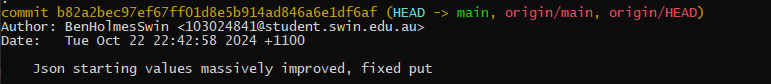 commit b82a2bec97ef67ff01d8e5b914ad846a6e1df6af (HEAD -> main, origin/main, origin/HEAD)
Author: BenHolmesSwin <103024841@student.swin.edu.au>
Date:   Tue Oct 22 22:42:58 2024 +1100
    Json starting values massively improved, fixed put